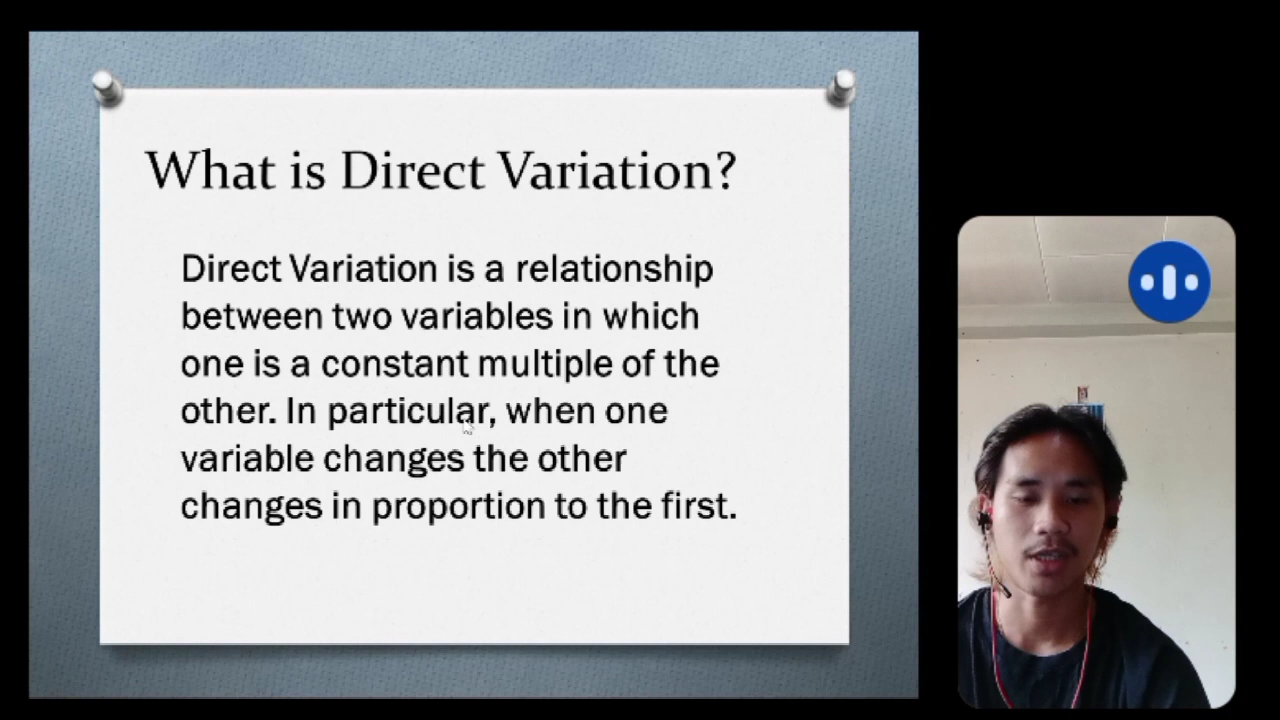 What is Direct Variation?
Direct Variation is a relationship
between two variables in which
one is a constant multiple of the
other. In particular, when one
variable changes the other
changes in proportion to the first.